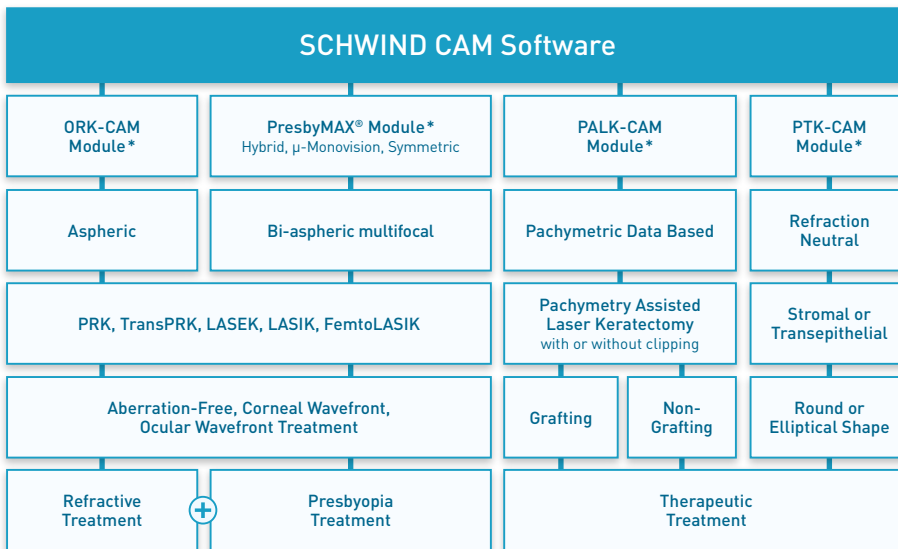 SCHWIND CAM Software
ORK-CAM
Module*
PresbyMAX® Module*
Hybrid, µ-Monovision, Symmetric
PALK-CAM
Module*
PTK-CAM
Module*
Aspheric
Bi-aspheric multifocal
Pachymetric Data Based
Refraction
Neutral
PRK, TransPRK, LASEK, LASIK, FemtoLASIK
Pachymetry Assisted
Laser Keratectomy
with or without clipping
Stromal or
Transepithelial
Aberration-Free, Corneal Wavefront,
Ocular Wavefront Treatment
Grafting
Non-
Grafting
Round or
Elliptical Shape
Refractive
Treatment
+
Presbyopia
Treatment
Therapeutic
Treatment